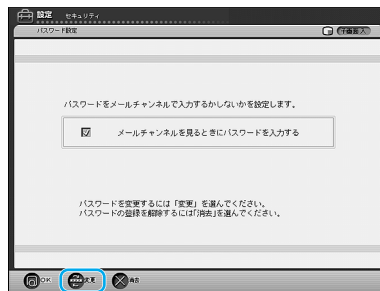 設定 セキュリティ
パスワード設定 子画面入
パスワードをメールチャンネルで入力するかしないかを設定します。
メールチャンネルを見るときにパスワードを入力する
パスワードを変更するには「変更」を選んでください。
パスワードの登録を解除するには「消去」を選んでください。
OK 変更 消去